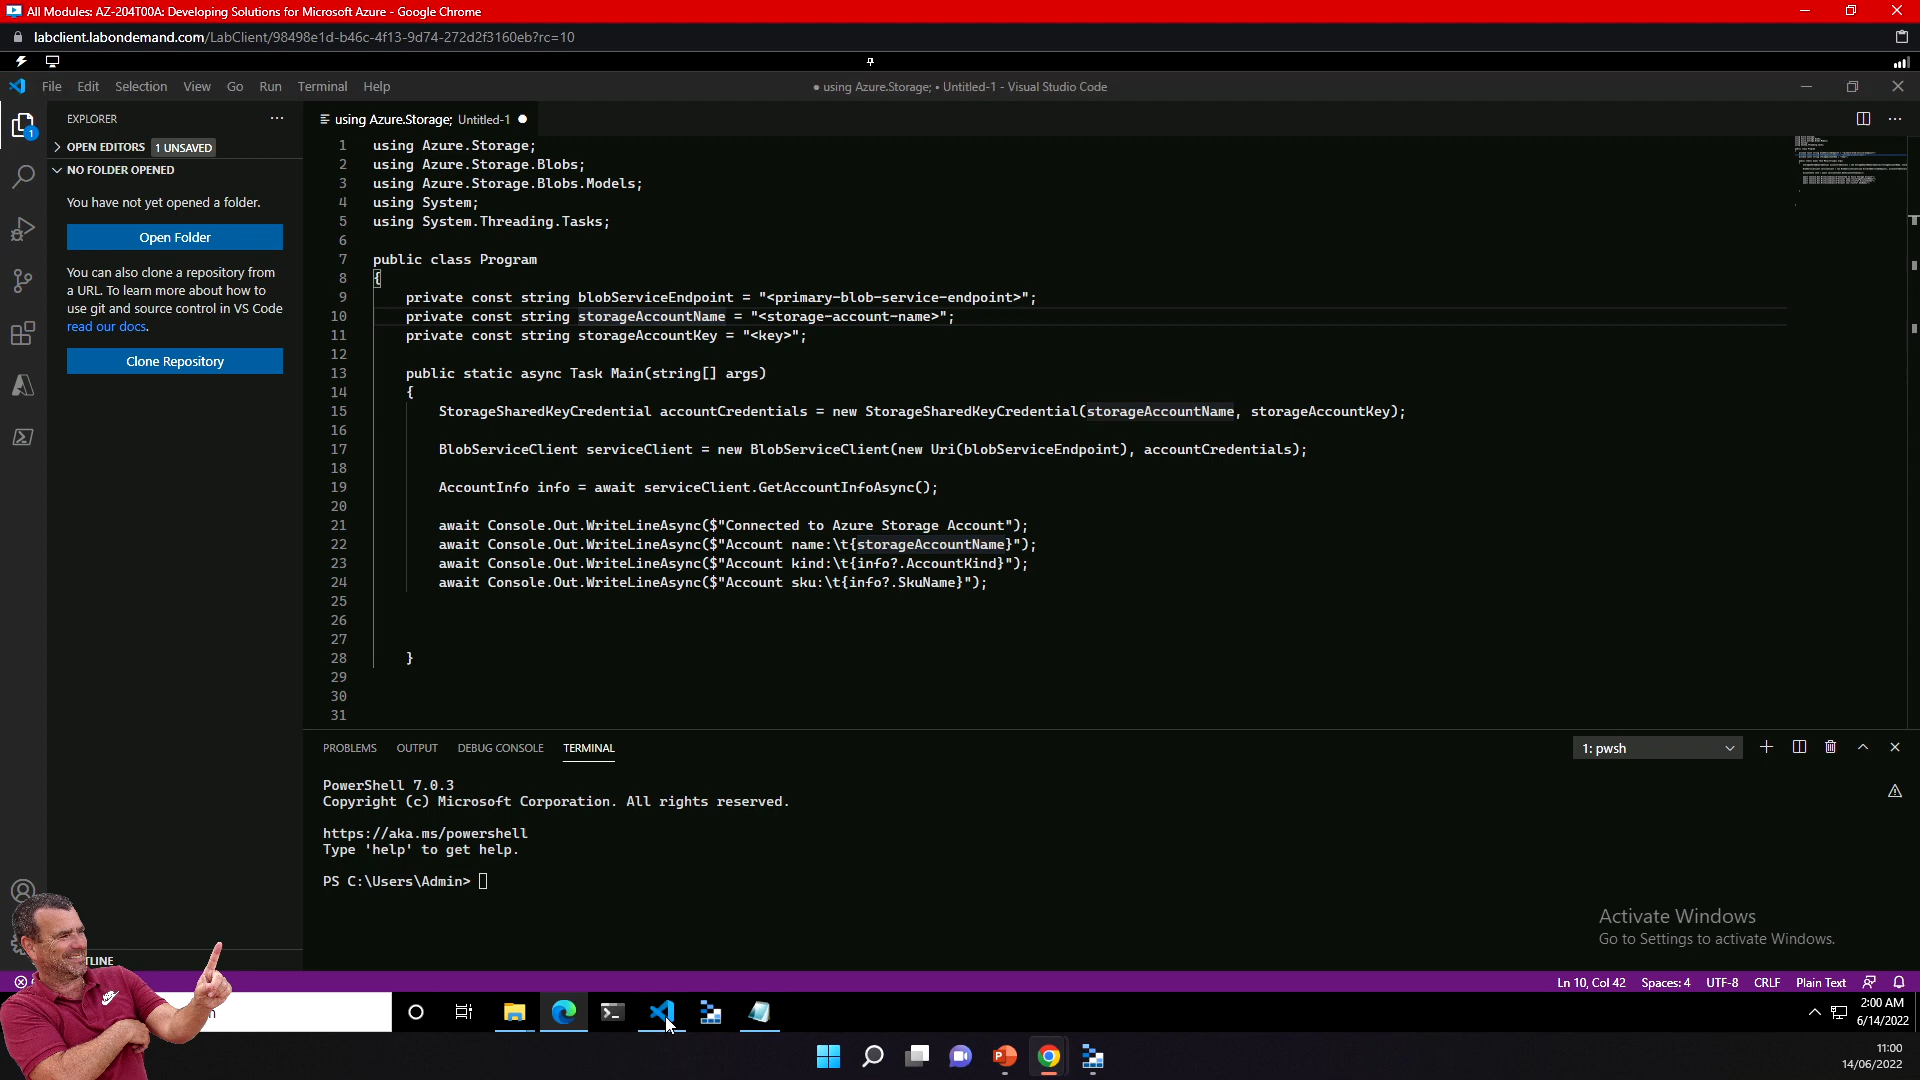 All Modules: AZ-204T00A: Developing Solutions for Microsoft Azure - Google Chrome
labclient.labondemand.com/LabClient/98498e1d-b46c-4f13-9d74-272d2f3160eb?rc=10
File Edit Selection View Go Run Terminal Help
● using Azure.Storage; • Untitled-1 - Visual Studio Code
EXPLORER
using Azure.Storage; Untitled-1
1
OPEN EDITORS 1 UNSAVED
NO FOLDER OPENED
You have not yet opened a folder.
Open Folder
You can also clone a repository from
a URL. To learn more about how to
use git and source control in VS Code
read our docs.
Clone Repository
1 using Azure.Storage;
2 using Azure.Storage.Blobs;
3 using Azure.Storage.Blobs.Models;
4 using System;
5 using System.Threading.Tasks;
6
7 public class Program
8 {
9 private const string blobServiceEndpoint = "<primary-blob-service-endpoint>";
10 private const string storageAccountName = "<storage-account-name>";
11 private const string storageAccountKey = "<key>";
12
13 public static async Task Main(string[] args)
14 {
15 StorageSharedKeyCredential accountCredentials = new StorageSharedKeyCredential(storageAccountName, storageAccountKey);
16
17 BlobServiceClient serviceClient = new BlobServiceClient(new Uri(blobServiceEndpoint), accountCredentials);
18
19 AccountInfo info = await serviceClient.GetAccountInfoAsync();
20
21 await Console.Out.WriteLineAsync($"Connected to Azure Storage Account");
22 await Console.Out.WriteLineAsync($"Account name:\t{storageAccountName}");
23 await Console.Out.WriteLineAsync($"Account kind:\t{info?.AccountKind}");
24 await Console.Out.WriteLineAsync($"Account sku:\t{info?.SkuName}");
25
26
27
28 }
29
30
31
PROBLEMS OUTPUT DEBUG CONSOLE TERMINAL
1: pwsh
PowerShell 7.0.3
Copyright (c) Microsoft Corporation. All rights reserved.
https://aka.ms/powershell
Type 'help' to get help.
PS C:\Users\Admin>
Activate Windows
Go to Settings to activate Windows.
TLINE
Ln 10, Col 42 Spaces: 4 UTF-8 CRLF Plain Text
2:00 AM
6/14/2022
11:00
14/06/2022